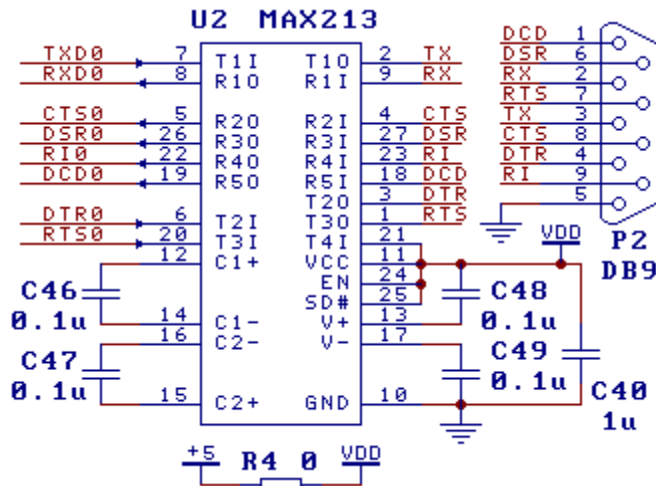 U2 MAX213
TXD0 7 T1I T1O 2 TX
RXD0 8 R1O R1I 9 RX
CTS0 5 R2O R2I 4 CTS
DSR0 26 R3O R3I 27 DSR
RI0 22 R4O R4I 23 RI
DCD0 19 R5O R5I 18 DCD
T2O 3 DTR
DTR0 6 T2I T3O 1 RTS
RTS0 20 T3I T4I 21
12 C1+ VCC 11
EN 24
SD# 25
C46 0.1u
14 C1- V+ 13
16 C2- V- 17
C47 0.1u
15 C2+ GND 10
C48 0.1u
C49 0.1u
C40 1u
VDD
DCD 1
DSR 6
RX 2
RTS 7
TX 3
CTS 8
DTR 4
RI 9
5
P2
DB9
+5 R4 0 VDD